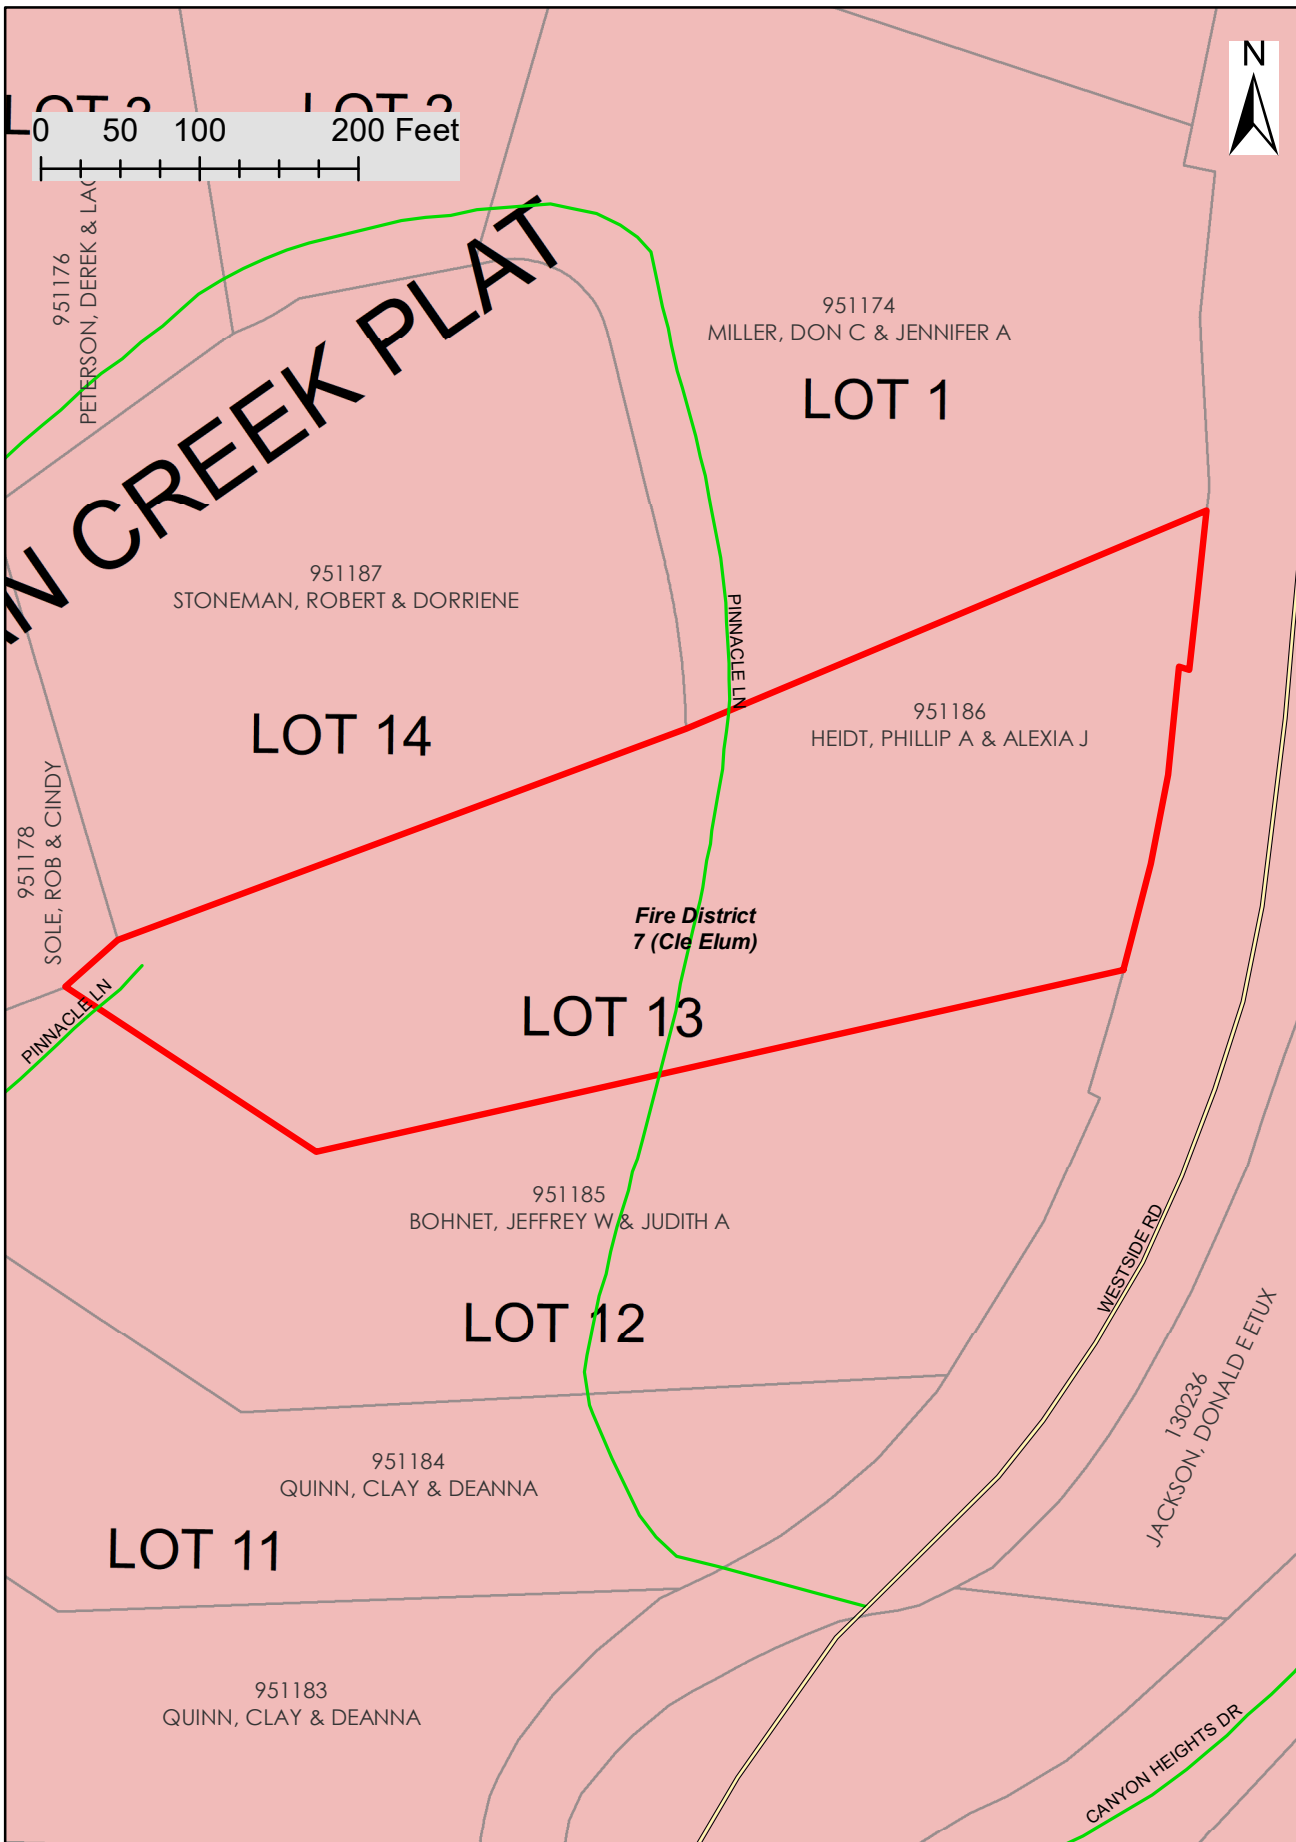 N
LOT 2
0 50 100 200 Feet
951176
PETERSON, DEREK &
CREEK PLAT
951174
MILLER, DON C & JENNIFER A
LOT 1
951187
STONEMAN, ROBERT & DORRIENE
PINNACLE LN
LOT 14
951186
HEIDT, PHILLIP A & ALEXIA J
951178
SOLE, ROB & CINDY
Fire District
7 (Cle Elum)
PINNACLE LN
LOT 13
951185
BOHNET, JEFFREY W & JUDITH A
WESTSIDE RD
LOT 12
130236
JACKSON, DONALD E ETUX
951184
QUINN, CLAY & DEANNA
LOT 11
951183
QUINN, CLAY & DEANNA
CANYON HEIGHTS DR